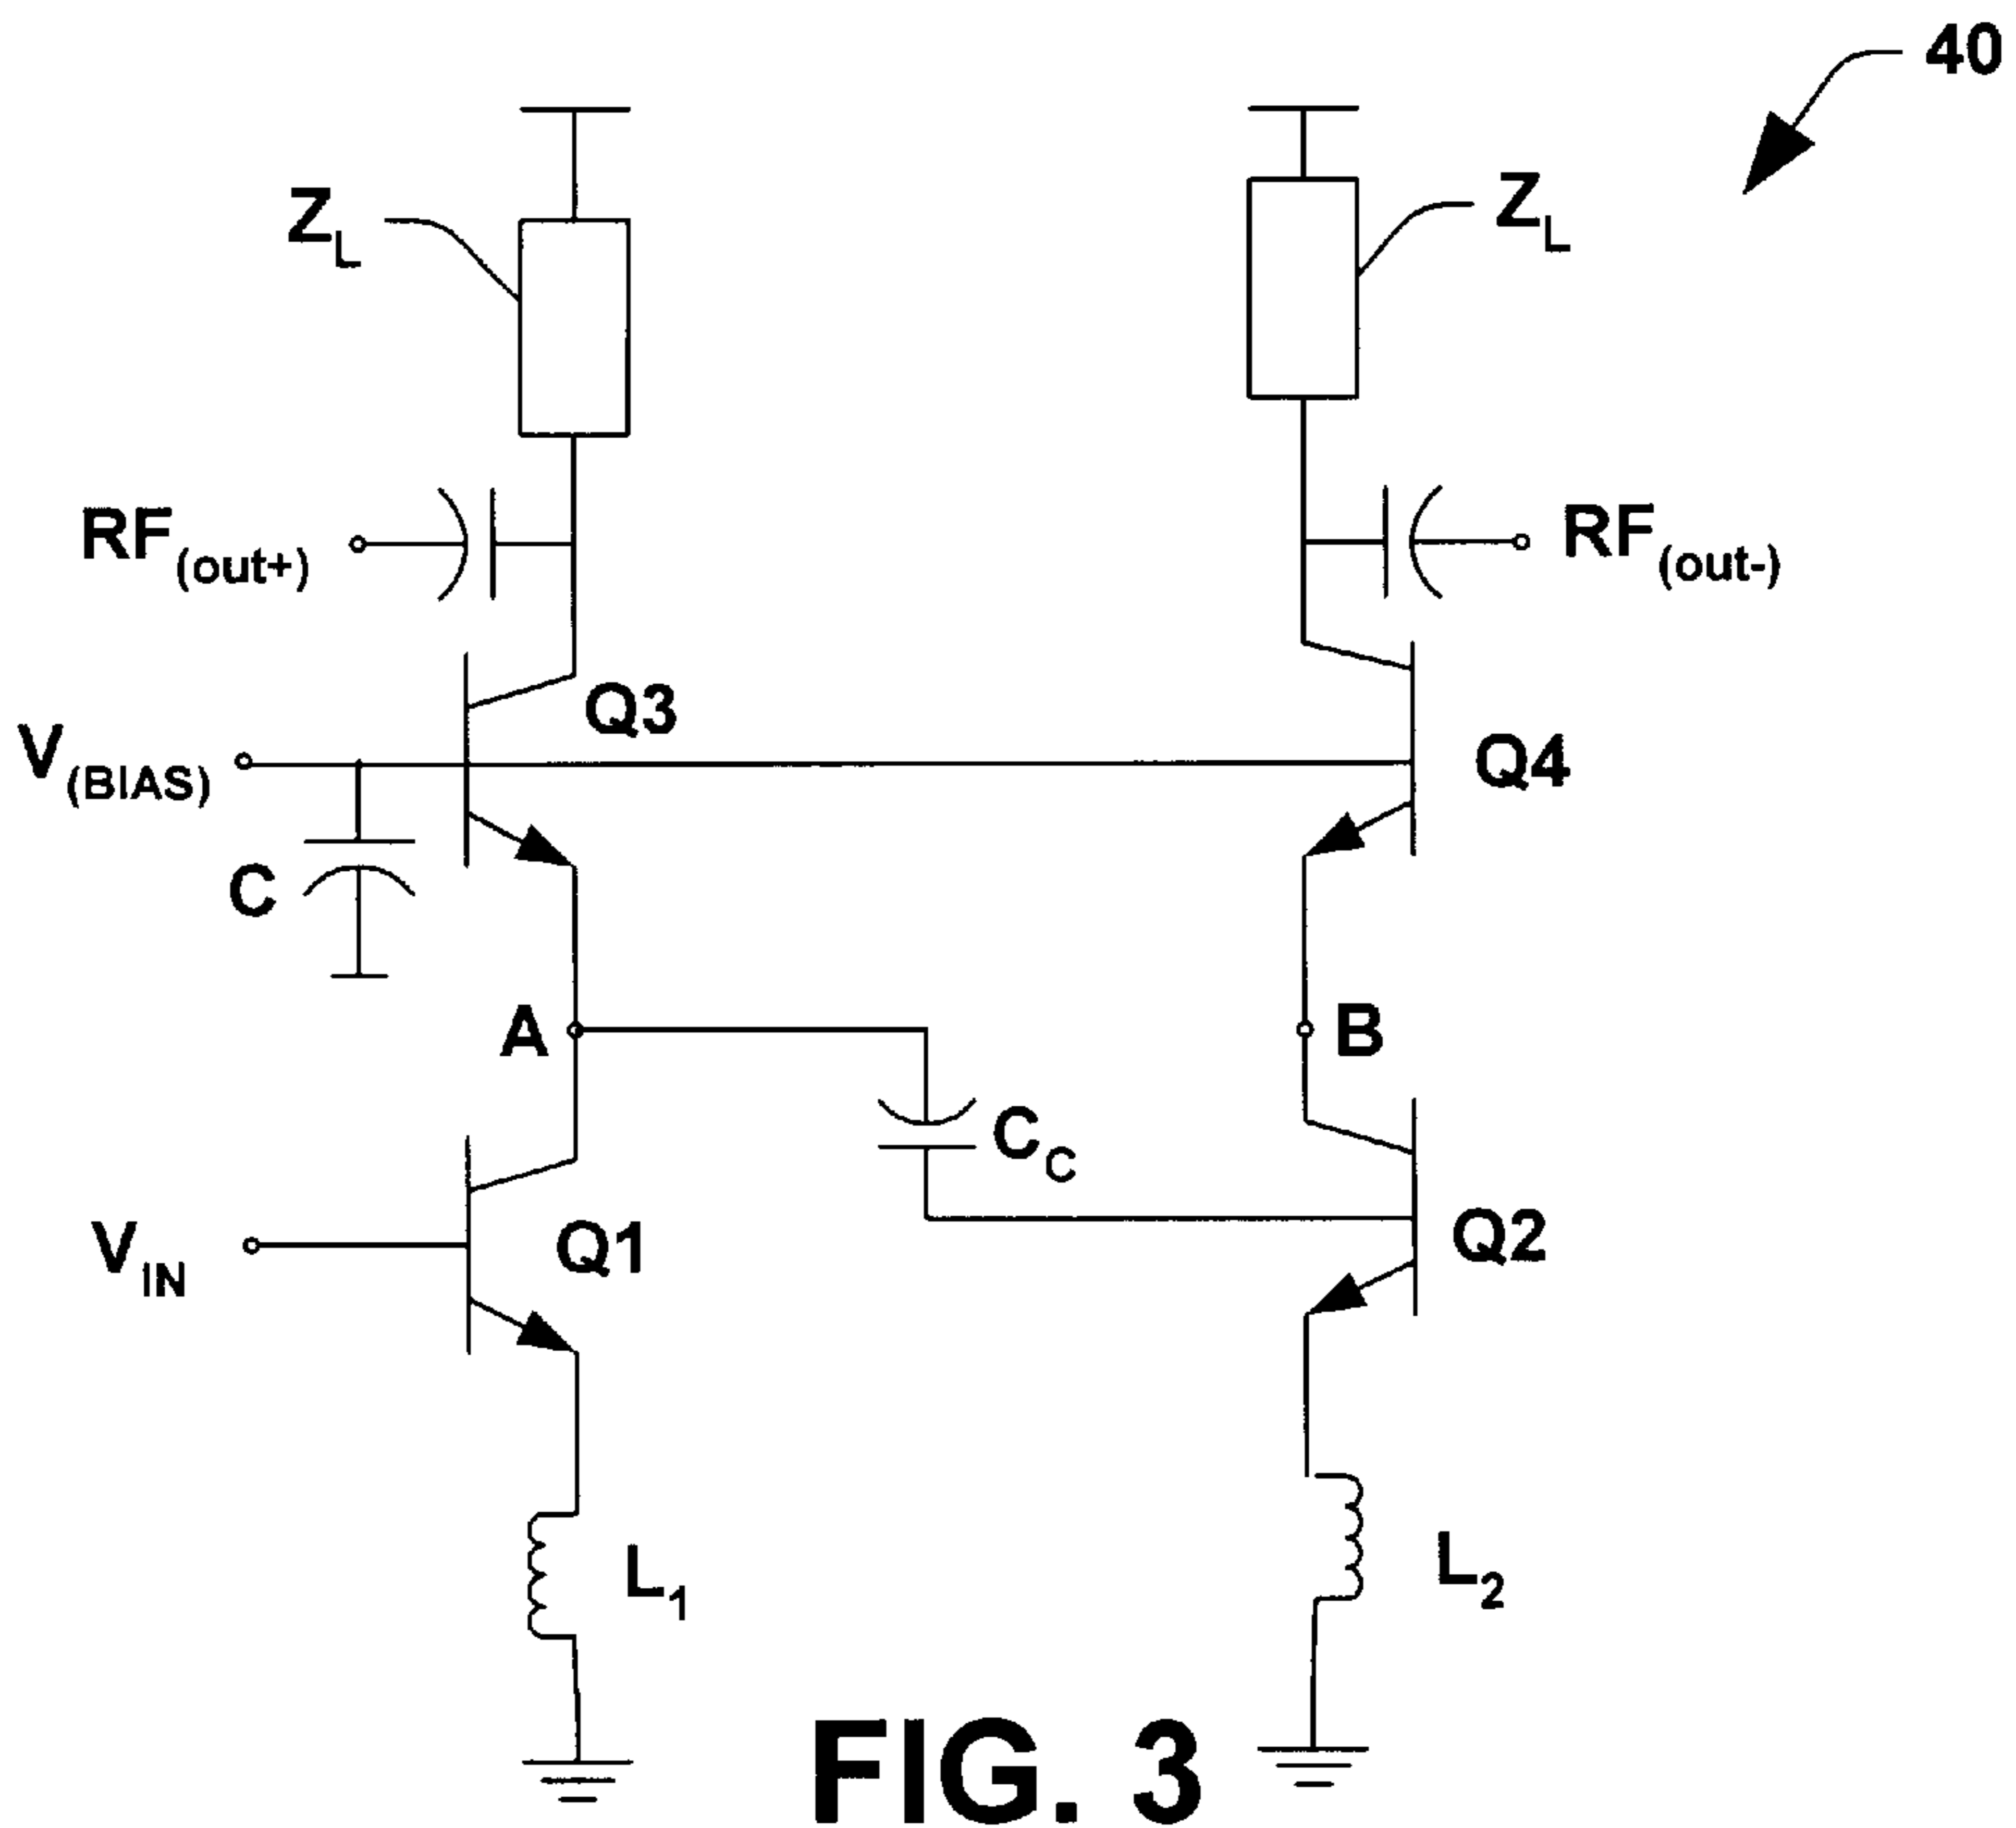 40
Z_L
Z_L
RF_(out+)
RF_(out-)
Q3
V_(BIAS)
Q4
C
A
B
C_C
V_IN
Q1
Q2
L_1
L_2
FIG. 3